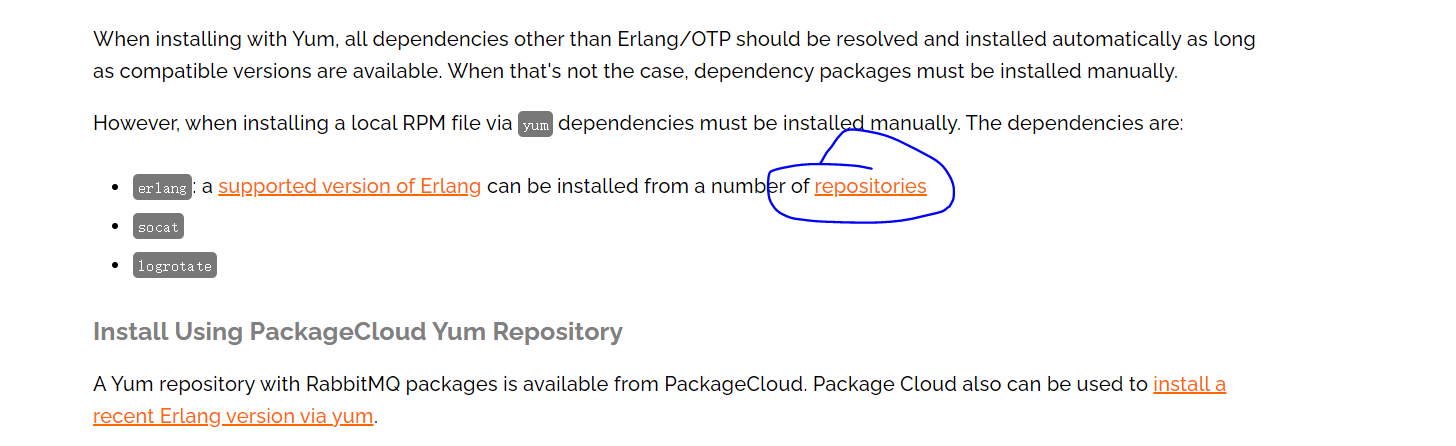 When installing with Yum, all dependencies other than Erlang/OTP should be resolved and installed automatically as long
as compatible versions are available. When that's not the case, dependency packages must be installed manually.
However, when installing a local RPM file via yum dependencies must be installed manually. The dependencies are:
erlang: a supported version of Erlang can be installed from a number of repositories
socat
logrotate
Install Using PackageCloud Yum Repository
A Yum repository with RabbitMQ packages is available from PackageCloud. Package Cloud also can be used to install a
recent Erlang version via yum.